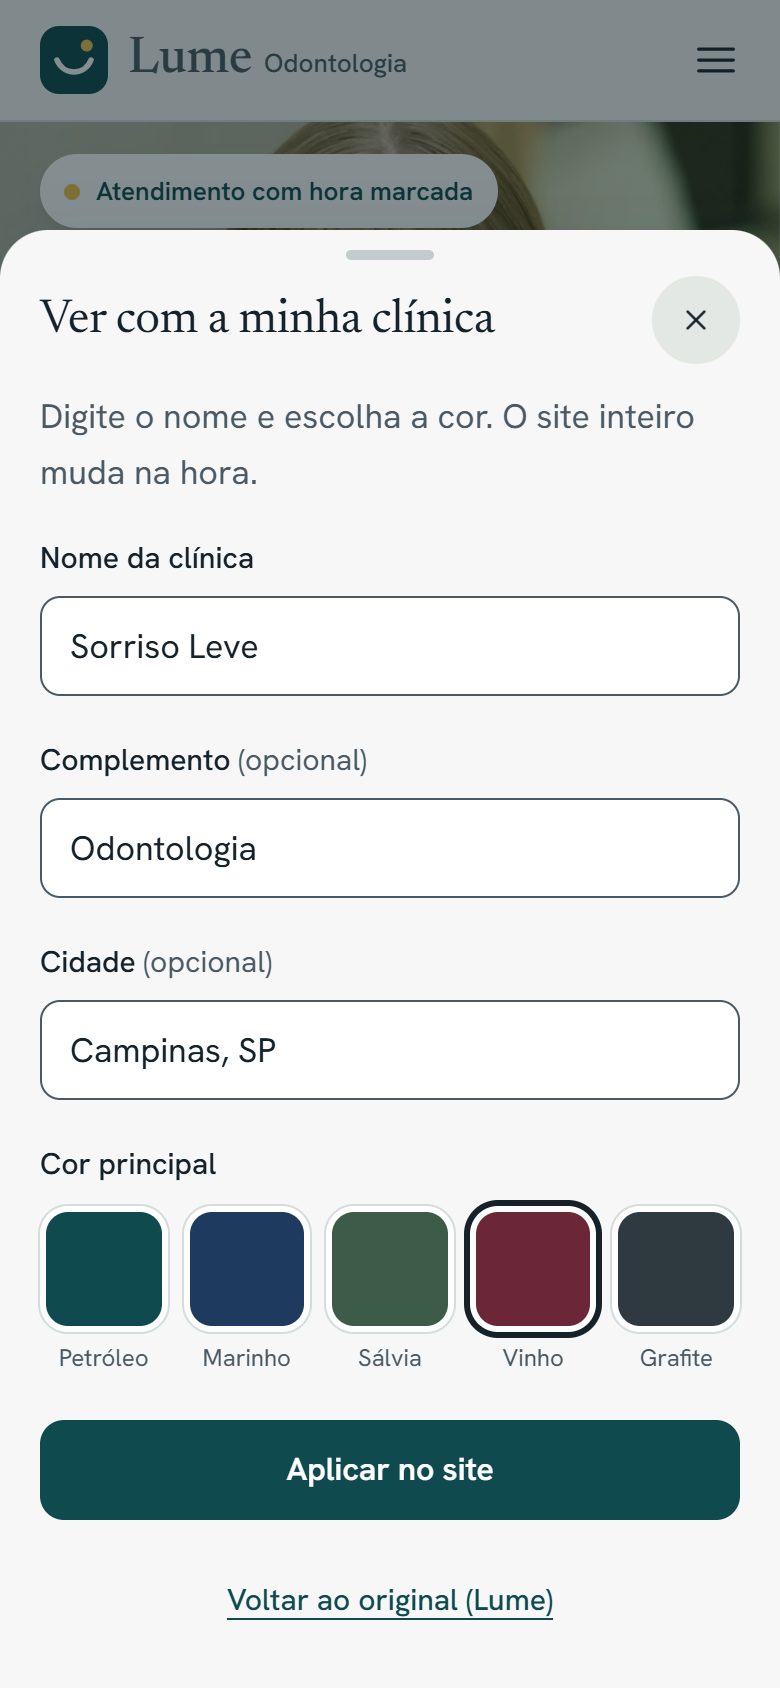 Lume Odontologia
Atendimento com hora marcada
Ver com a minha clínica
Digite o nome e escolha a cor. O site inteiro
muda na hora.
Nome da clínica
Sorriso Leve
Complemento (opcional)
Odontologia
Cidade (opcional)
Campinas, SP
Cor principal
Petróleo Marinho Sálvia Vinho Grafite
Aplicar no site
Voltar ao original (Lume)